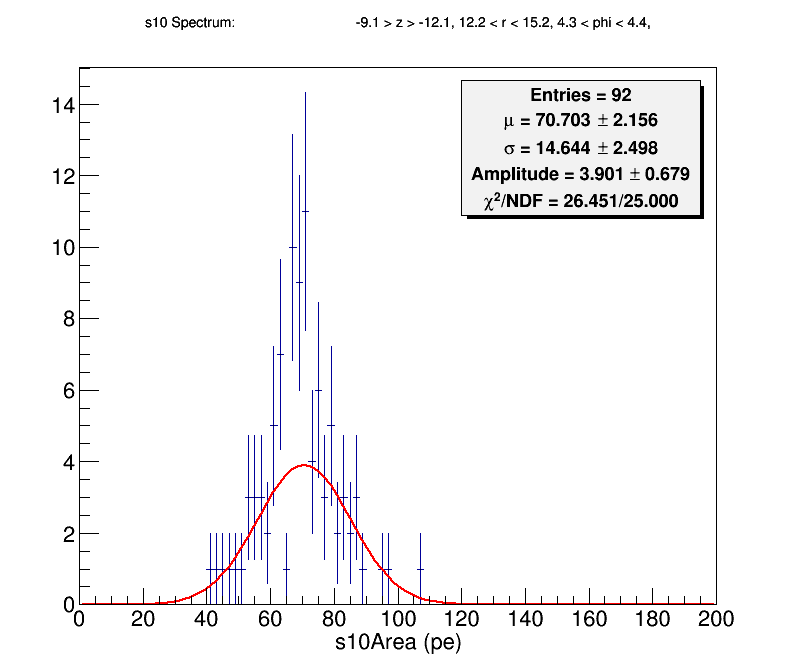 s10 Spectrum: -9.1 > z > -12.1, 12.2 < r < 15.2, 4.3 < phi < 4.4,
Entries = 92
μ = 70.703 ± 2.156
σ = 14.644 ± 2.498
Amplitude = 3.901 ± 0.679
χ²/NDF = 26.451/25.000
14
12
10
8
6
4
2
0
0 20 40 60 80 100 120 140 160 180 200
s10Area (pe)